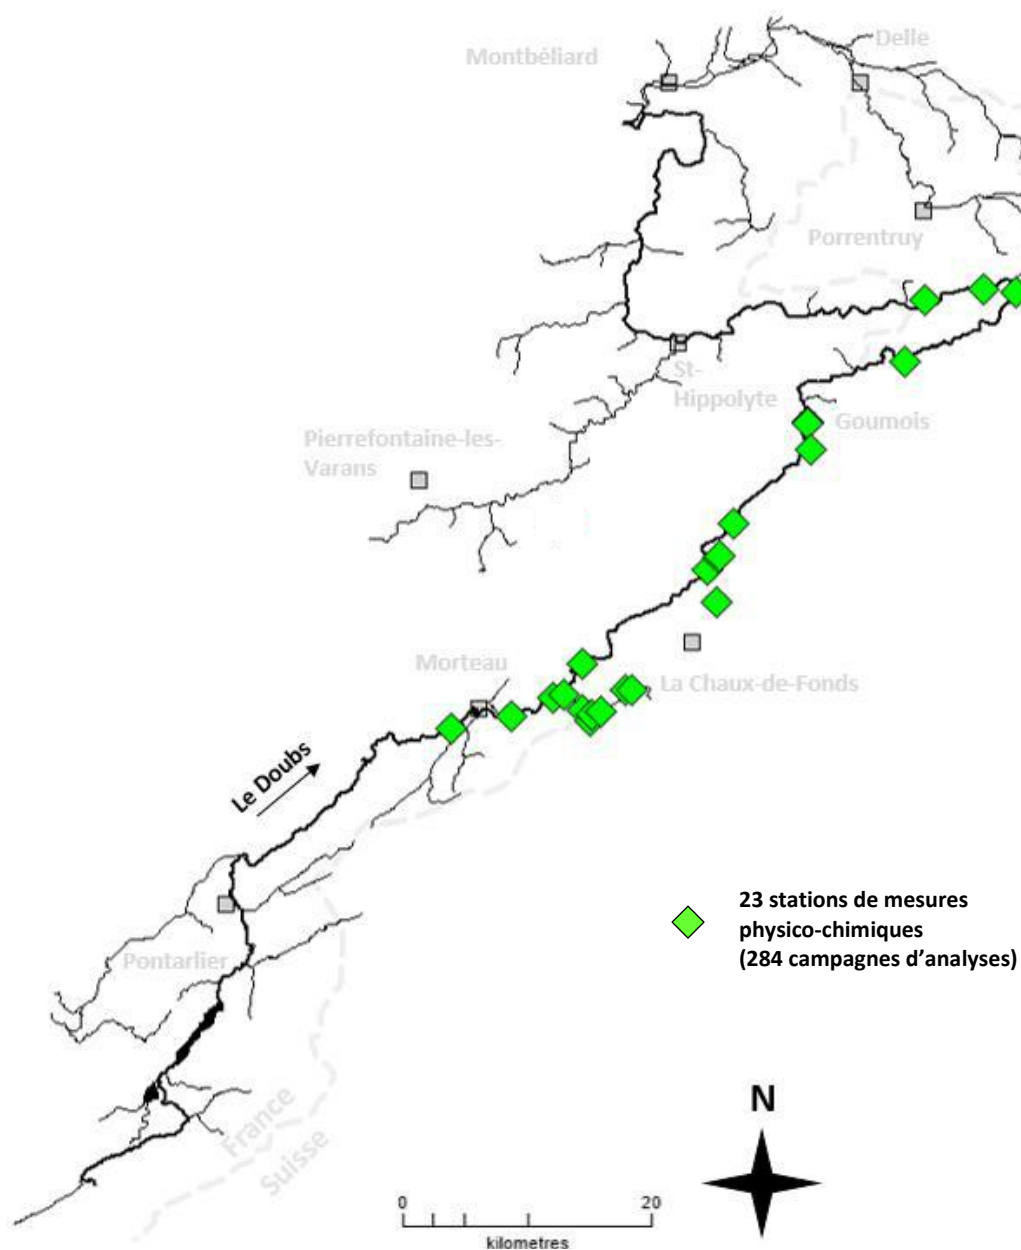 Delle
Montbéliard
Porrentruy
St-
Hippolyte
Goumois
Pierrefontaine-les-
Varans
Morteau
La Chaux-de-Fonds
Le Doubs
23 stations de mesures
physico-chimiques
(284 campagnes d’analyses)
Pontarlier
France
Suisse
N
0 20
kilometres